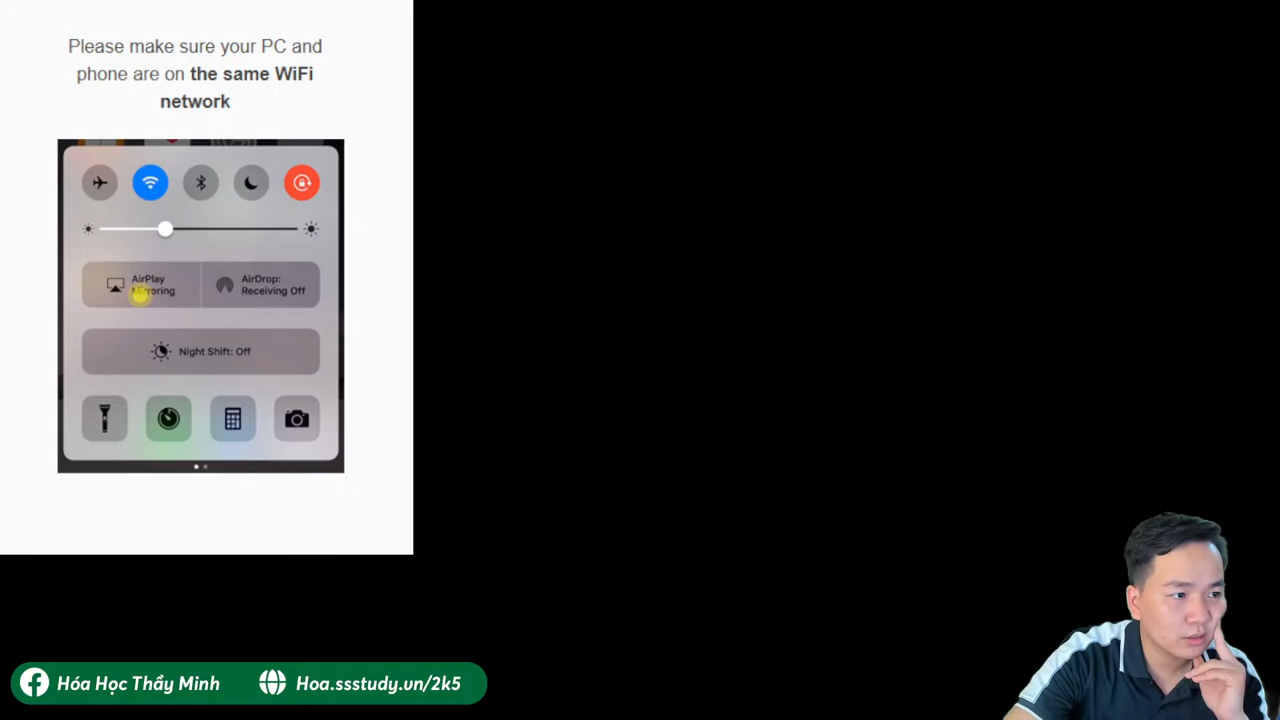 Please make sure your PC and
phone are on the same WiFi
network
AirPlay
Mirroring
AirDrop:
Receiving Off
Night Shift: Off
Hóa Học Thầy Minh
Hoa.ssstudy.vn/2k5